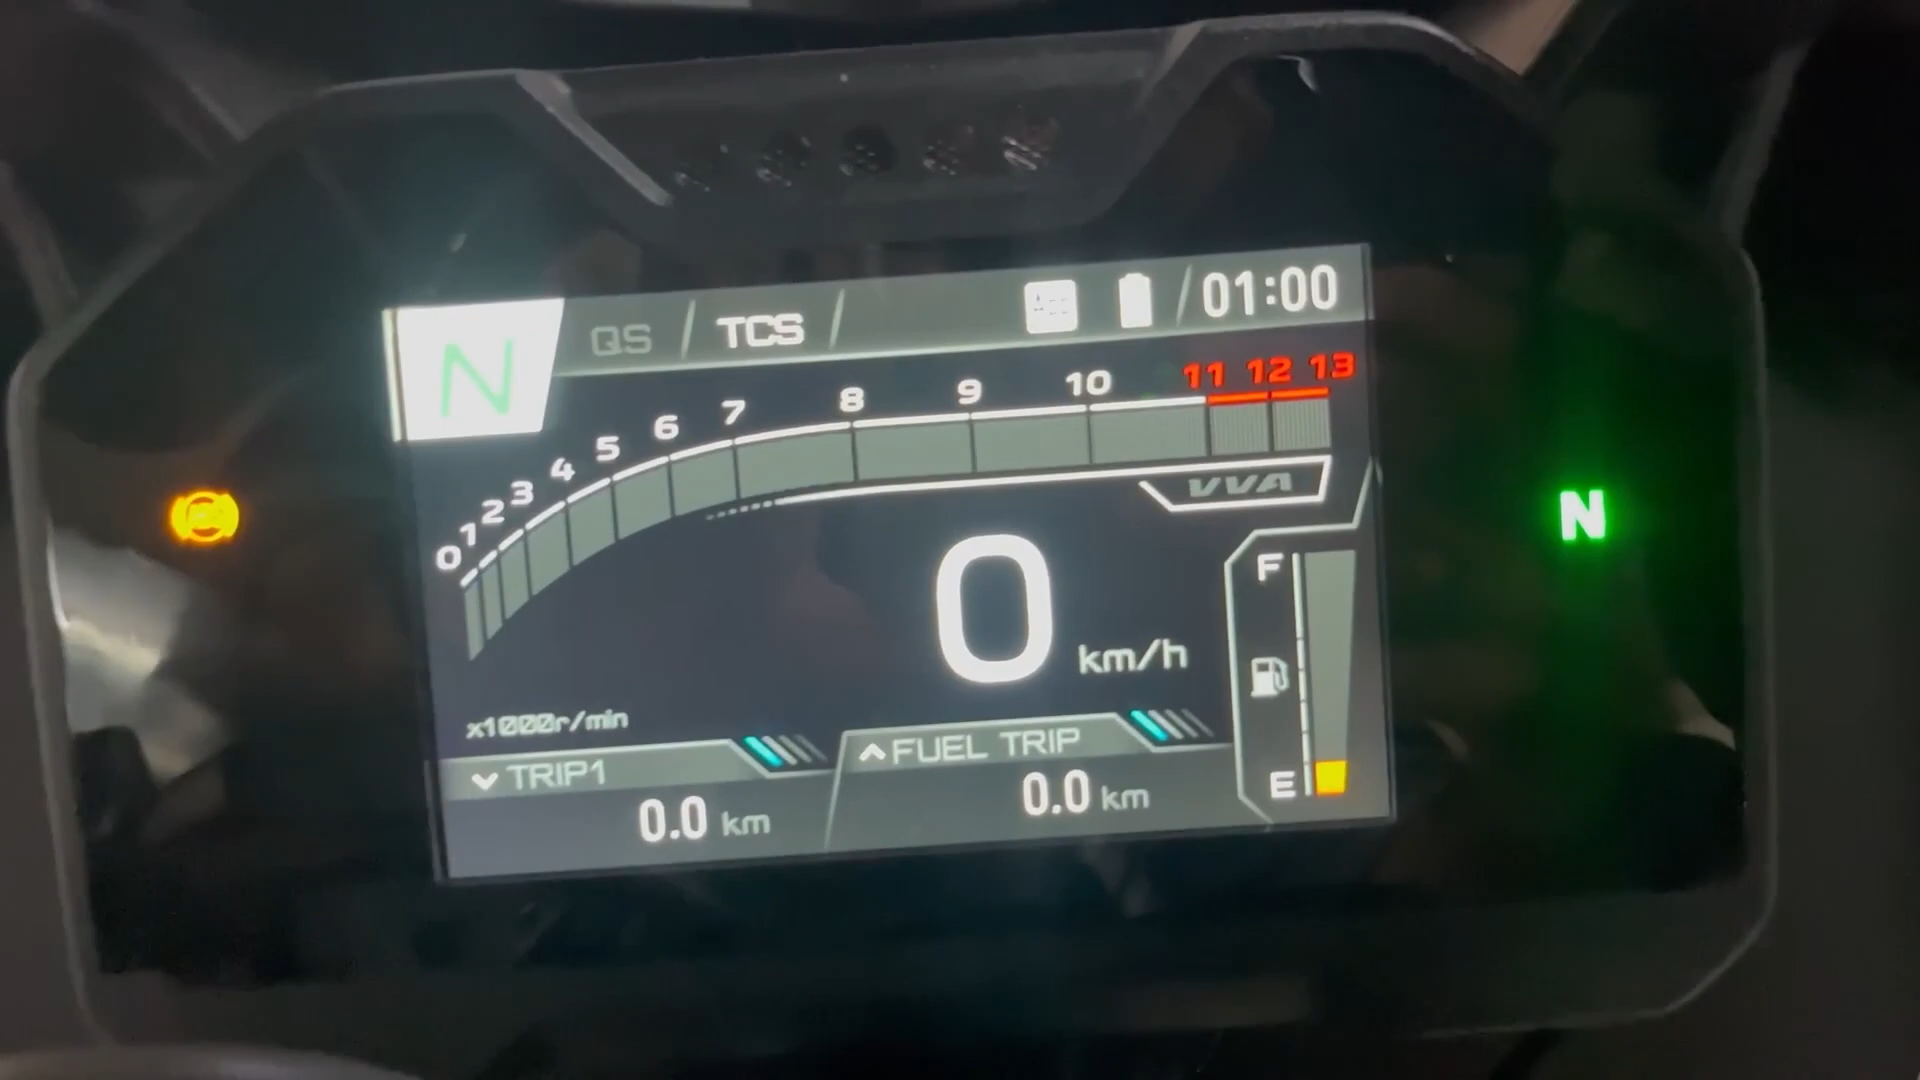 N QS / TCS / / 01:00
0 1 2 3 4 5 6 7 8 9 10 11 12 13
VVA
N
0 km/h
F
E
x1000r/min
TRIP1
0.0 km
FUEL TRIP
0.0 km